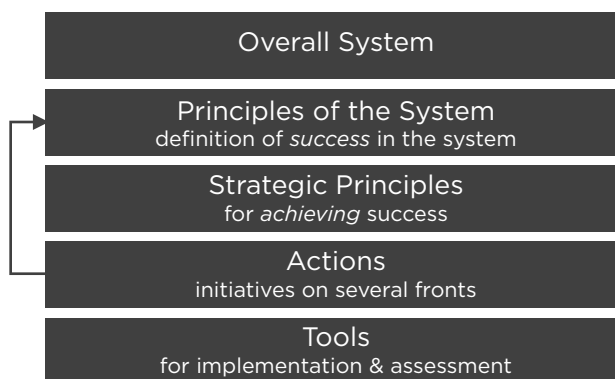 Overall System
Principles of the System
definition of success in the system
Strategic Principles
for achieving success
Actions
initiatives on several fronts
Tools
for implementation & assessment